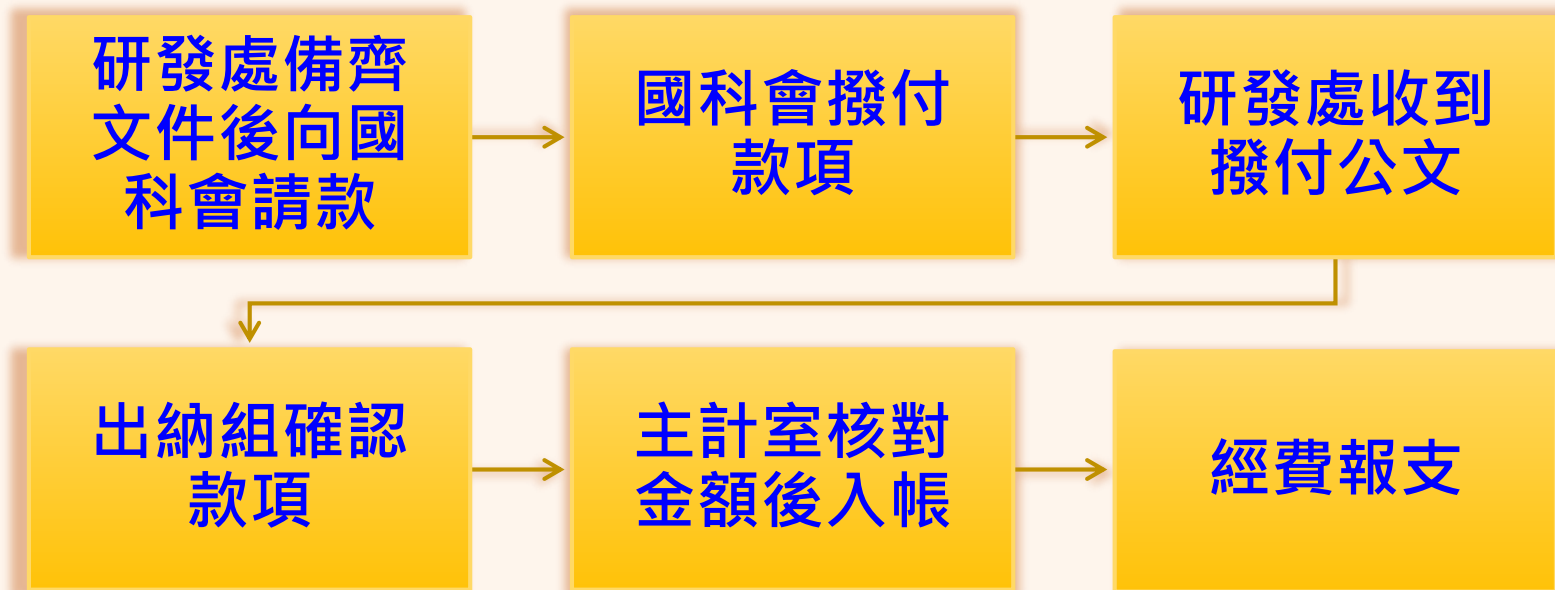 研發處備齊
文件後向國
科會請款
國科會撥付
款項
研發處收到
撥付公文
出納組確認
款項
主計室核對
金額後入帳
經費報支